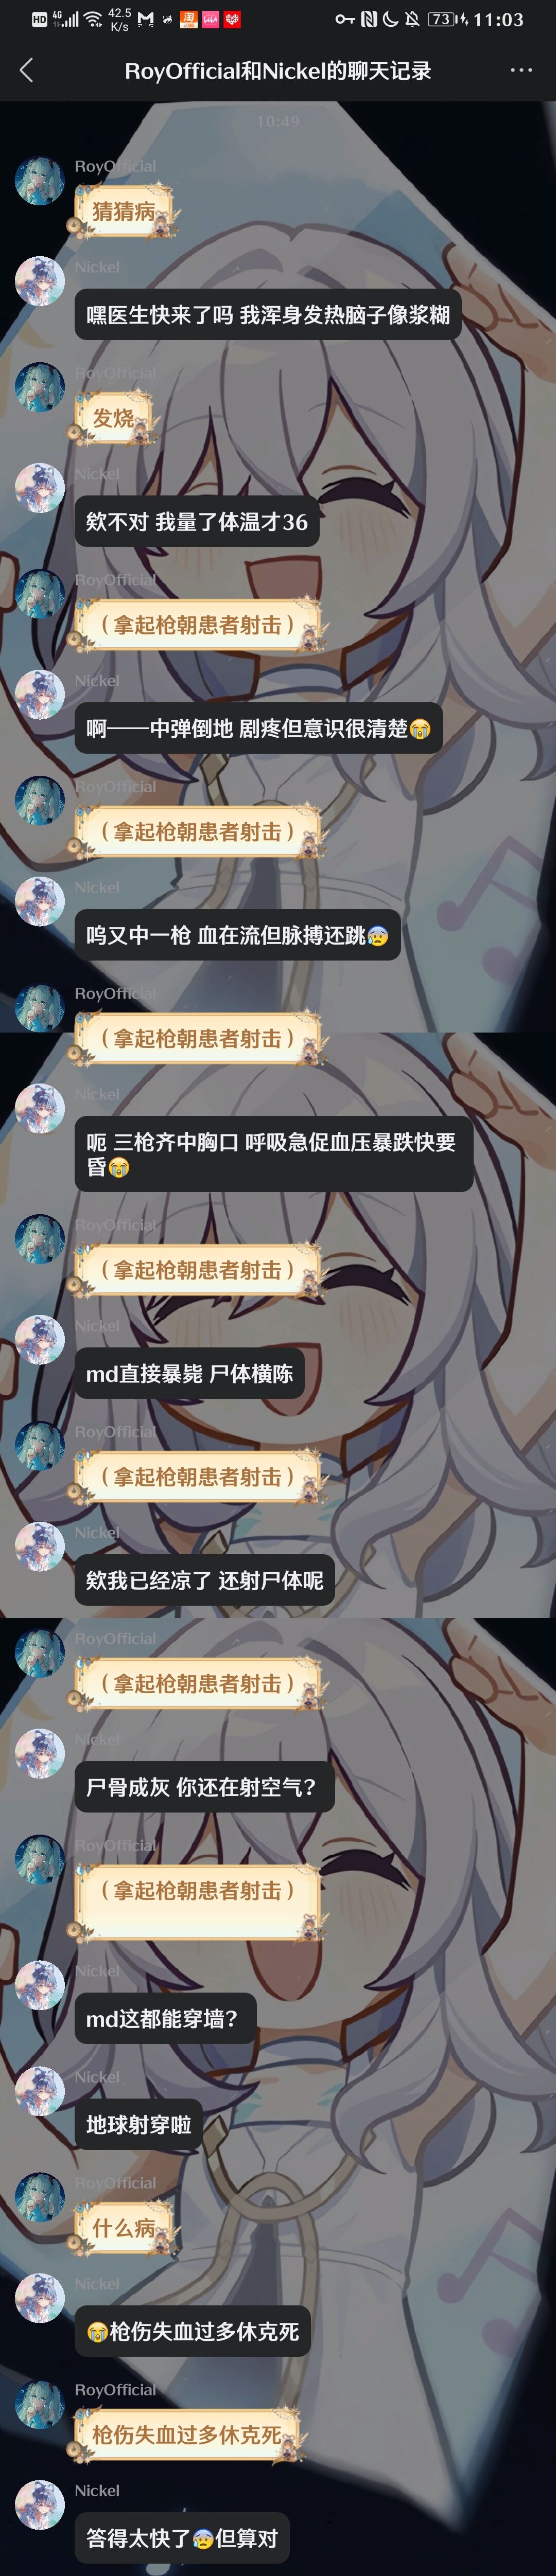 HD 4G 42.5 K/s 73 11:03
RoyOfficial和Nickel的聊天记录
10:49
RoyOfficial
猜猜病
Nickel
嘿医生快来了吗 我浑身发热脑子像浆糊
RoyOfficial
发烧
Nickel
欸不对 我量了体温才36
RoyOfficial
（拿起枪朝患者射击）
Nickel
啊——中弹倒地 剧疼但意识很清楚😭
RoyOfficial
（拿起枪朝患者射击）
Nickel
呜又中一枪 血在流但脉搏还跳😰
RoyOfficial
（拿起枪朝患者射击）
Nickel
呃 三枪齐中胸口 呼吸急促血压暴跌快要
昏😭
RoyOfficial
（拿起枪朝患者射击）
Nickel
md直接暴毙 尸体横陈
RoyOfficial
（拿起枪朝患者射击）
Nickel
欸我已经凉了 还射尸体呢
RoyOfficial
（拿起枪朝患者射击）
Nickel
尸骨成灰 你还在射空气？
RoyOfficial
（拿起枪朝患者射击）
Nickel
md这都能穿墙？
Nickel
地球射穿啦
RoyOfficial
什么病
Nickel
😭枪伤失血过多休克死
RoyOfficial
枪伤失血过多休克死
Nickel
答得太快了😰但算对